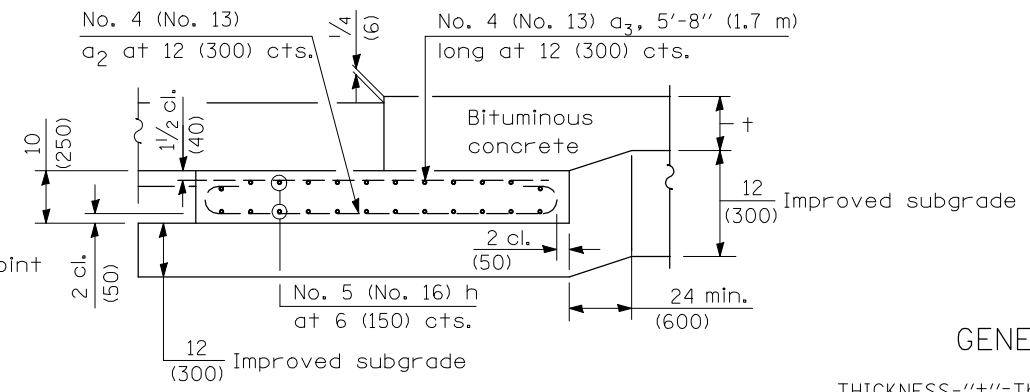 No. 4 (No. 13)
a2 at 12 (300) cts.
1/4
(6)
No. 4 (No. 13) a3, 5'-8" (1.7 m)
long at 12 (300) cts.
10
(250)
1 1/2 cl.
(40)
Bituminous
concrete
t
12
(300) Improved subgrade
oint
2 cl.
(50)
2 cl.
(50)
No. 5 (No. 16) h
at 6 (150) cts.
24 min.
(600)
12
(300) Improved subgrade
GENE
THICKNESS-"t"=Th